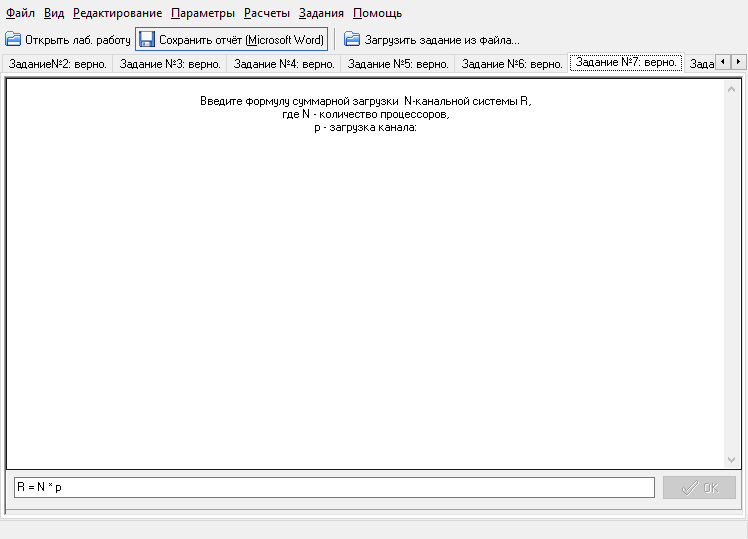 Файл Вид Редактирование Параметры Расчеты Задания Помощь
Открыть лаб. работу Сохранить отчёт (Microsoft Word) Загрузить задание из файла...
Задание№2: верно. Задание №3: верно. Задание №4: верно. Задание №5: верно. Задание №6: верно. Задание №7: верно. Зада
Введите формулу суммарной загрузки N-канальной системы R,
где N - количество процессоров,
p - загрузка канала:
R = N * p OK